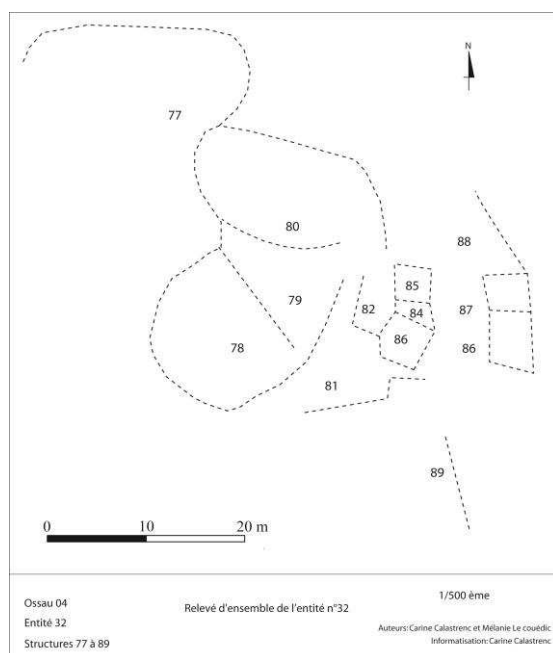 N
77
80
88
85
79
82
84
87
86
86
78
81
89
0 10 20 m
Ossau 04
Entité 32
Structures 77 à 89
Relevé d'ensemble de l'entité n°32
1/500 ème
Auteurs: Carine Calastrenc et Mélanie Le couédic
Informatisation: Carine Calastrenc